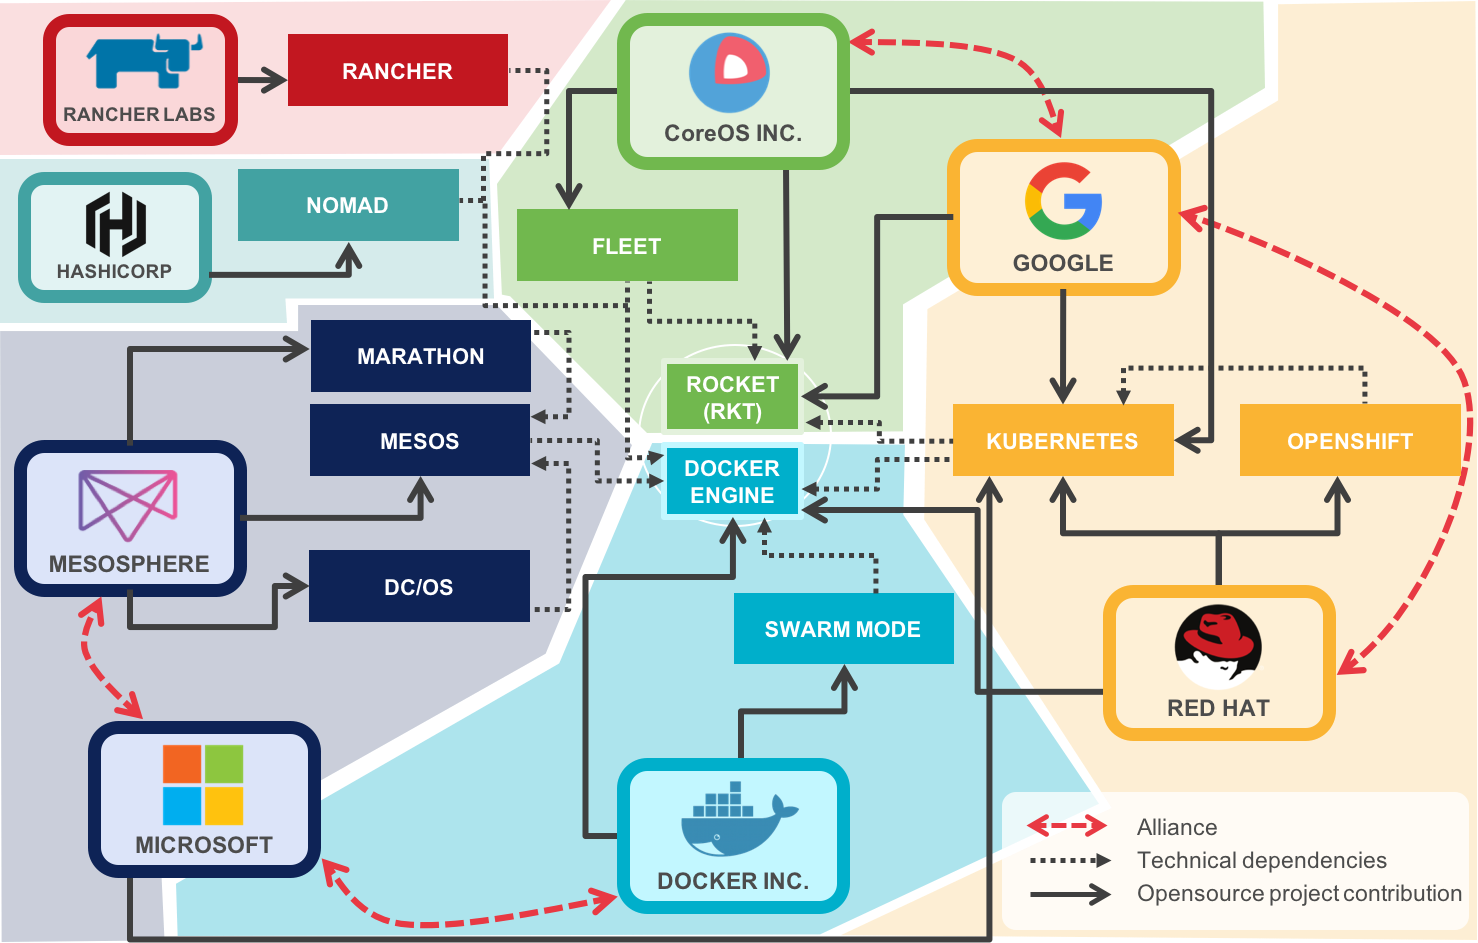 RANCHER LABS
RANCHER
CoreOS INC.
HASHICORP
NOMAD
FLEET
GOOGLE
MARATHON
MESOS
ROCKET
(RKT)
KUBERNETES
OPENSHIFT
DOCKER
ENGINE
MESOSPHERE
DC/OS
SWARM MODE
RED HAT
MICROSOFT
DOCKER INC.
Alliance
Technical dependencies
Opensource project contribution